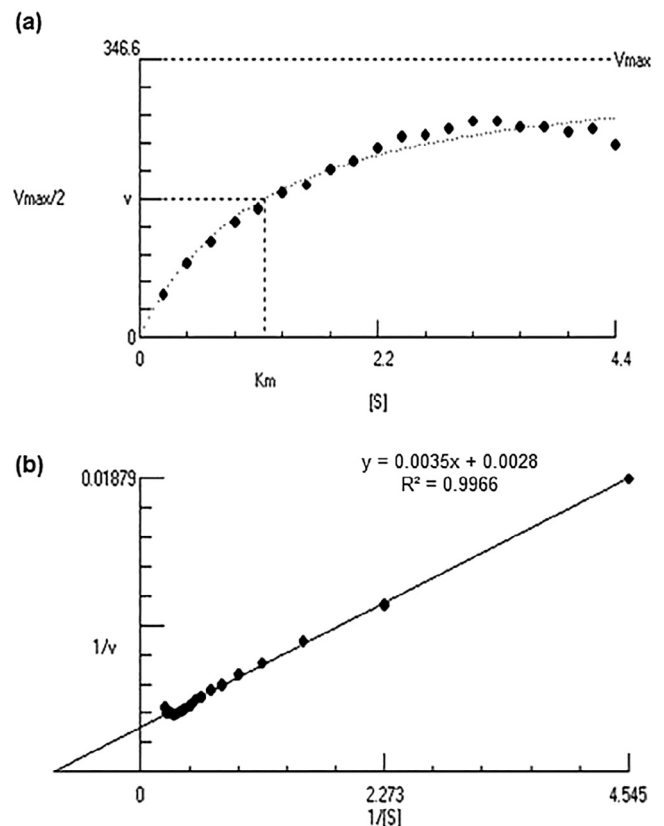 (a)
346.6
Vmax
Vmax/2
v
0
0
2.2
4.4
Km
[S]
(b)
y = 0.0035x + 0.0028
R² = 0.9966
0.01879
1/v
0
2.273
4.545
1/[S]